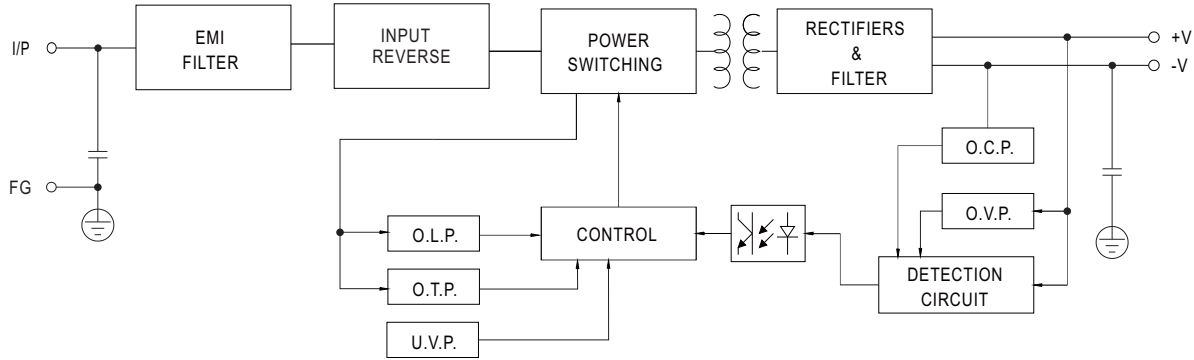 I/P
EMI
FILTER
INPUT
REVERSE
POWER
SWITCHING
RECTIFIERS
&
FILTER
+V
-V
FG
O.C.P.
O.V.P.
O.L.P.
CONTROL
O.T.P.
DETECTION
CIRCUIT
U.V.P.